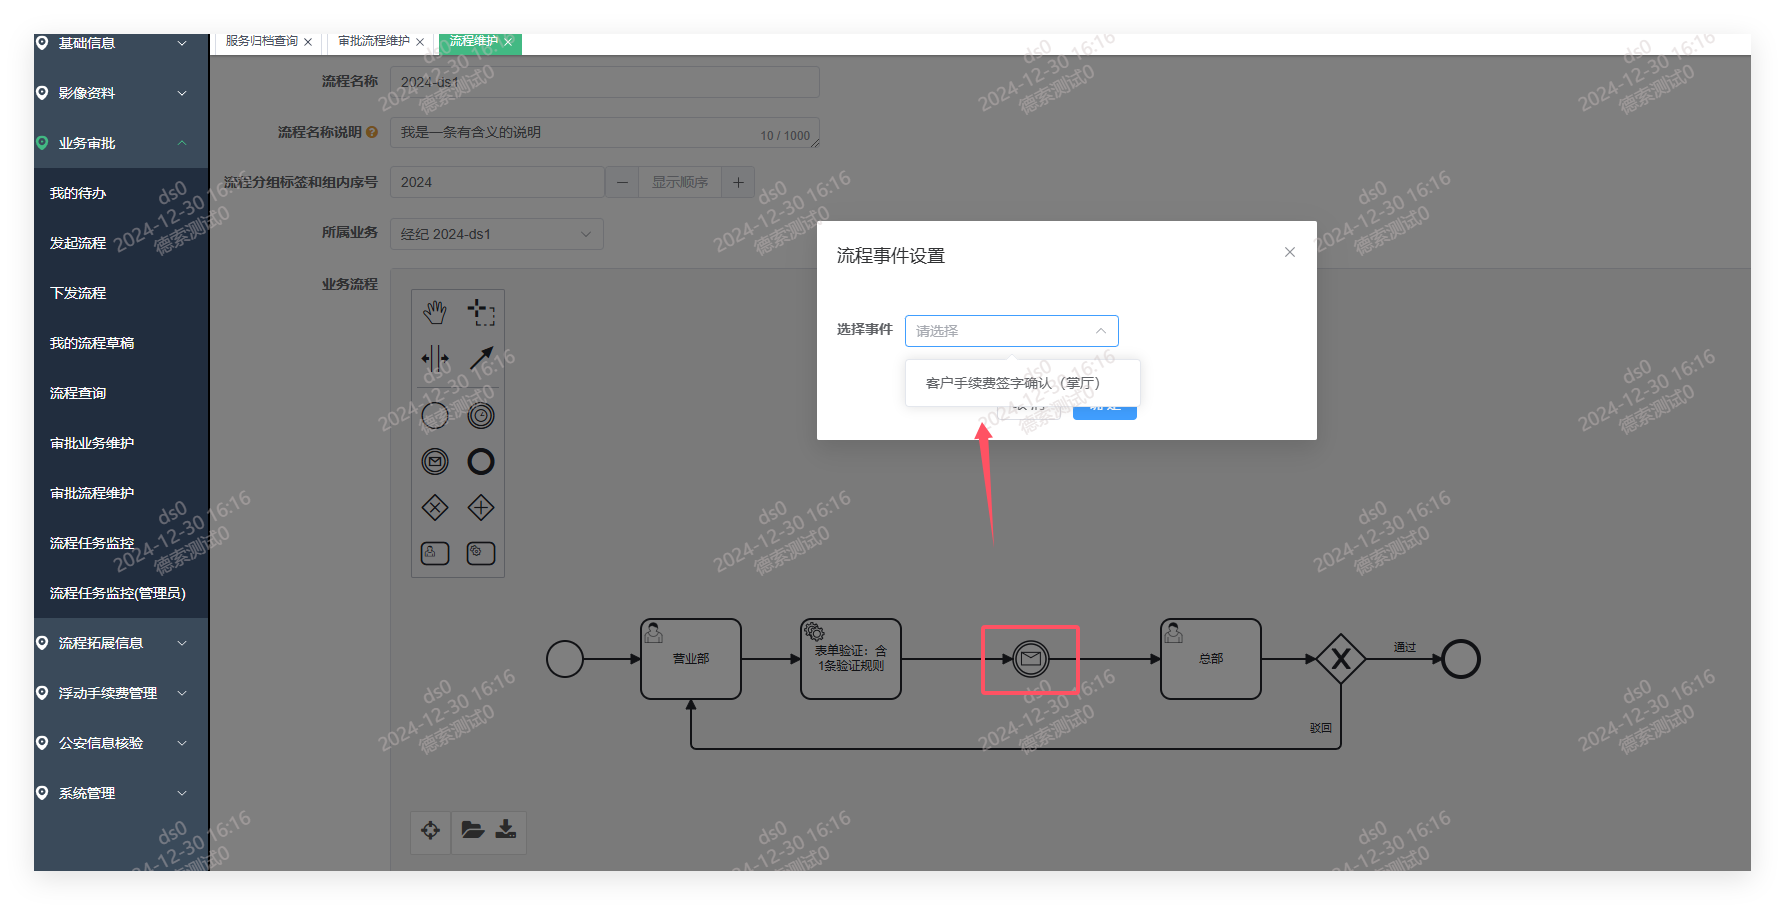 基础信息
影像资料
业务审批
我的待办
发起流程
下发流程
我的流程草稿
流程查询
审批业务维护
审批流程维护
流程任务监控
流程任务监控(管理员)
流程拓展信息
浮动手续费管理
公安信息核验
系统管理
服务归档查询 ×
审批流程维护 ×
流程维护 ×
流程名称 2024-ds1
流程名称说明 我是一条有含义的说明 10 / 1000
流程分组标签和组内序号 2024 显示顺序
所属业务 经纪 2024-ds1
业务流程
流程事件设置
选择事件 请选择
客户手续费签字确认（掌厅）
取消 确定
营业部
表单验证：含
1条验证规则
总部
通过
驳回
ds0
2024-12-30 16:16
德索测试0